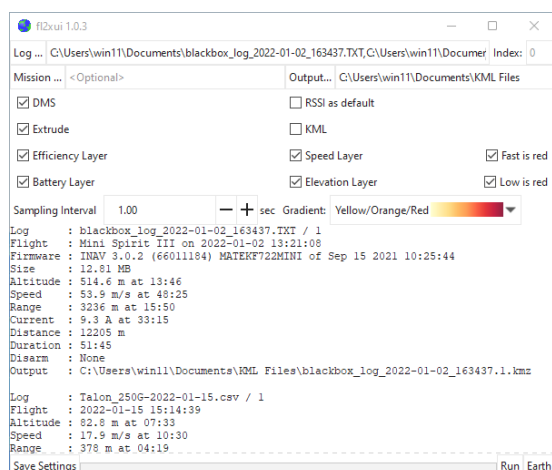 fl2xui 1.0.3
Log ... C:\Users\win11\Documents\blackbox_log_2022-01-02_163437.TXT,C:\Users\win11\Documer Index: 0
Mission ... <Optional> Output... C:\Users\win11\Documents\KML Files
DMS RSSI as default
Extrude KML
Efficiency Layer Speed Layer Fast is red
Battery Layer Elevation Layer Low is red
Sampling Interval 1.00 sec Gradient: Yellow/Orange/Red
Log : blackbox_log_2022-01-02_163437.TXT / 1
Flight : Mini Spirit III on 2022-01-02 13:21:08
Firmware : INAV 3.0.2 (66011184) MATEKF722MINI of Sep 15 2021 10:25:44
Size : 12.81 MB
Altitude : 514.6 m at 13:46
Speed : 53.9 m/s at 48:25
Range : 3236 m at 15:50
Current : 9.3 A at 33:15
Distance : 12205 m
Duration : 51:45
Disarm : None
Output : C:\Users\win11\Documents\KML Files\blackbox_log_2022-01-02_163437.1.kmz
Log : Talon_250G-2022-01-15.csv / 1
Flight : 2022-01-15 15:14:39
Altitude : 82.8 m at 07:33
Speed : 17.9 m/s at 10:30
Range : 378 m at 04:19
Save Settings Run Earth